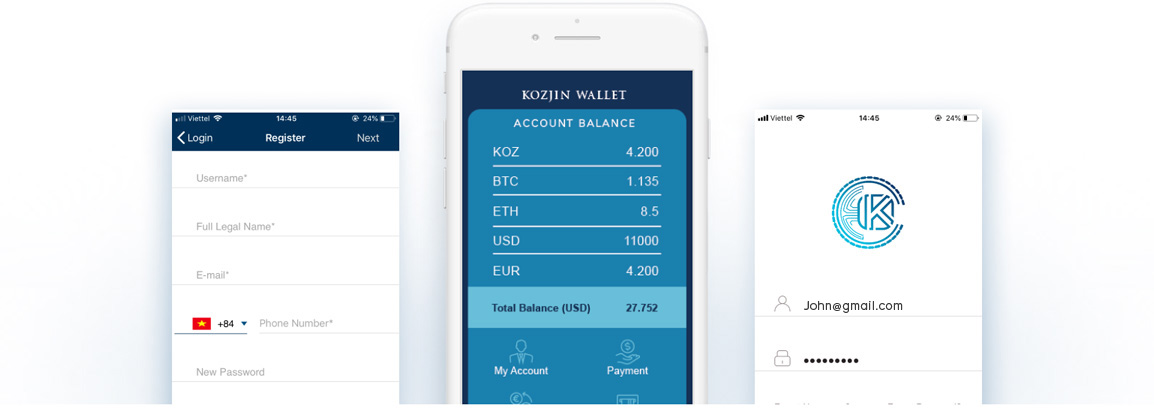 Viettel 14:45 24%
Login Register Next
Username*
Full Legal Name*
E-mail*
+84 Phone Number*
New Password
KOZJIN WALLET
ACCOUNT BALANCE
KOZ 4.200
BTC 1.135
ETH 8.5
USD 11000
EUR 4.200
Total Balance (USD) 27.752
My Account Payment
Viettel 14:45 24%
K
John@gmail.com